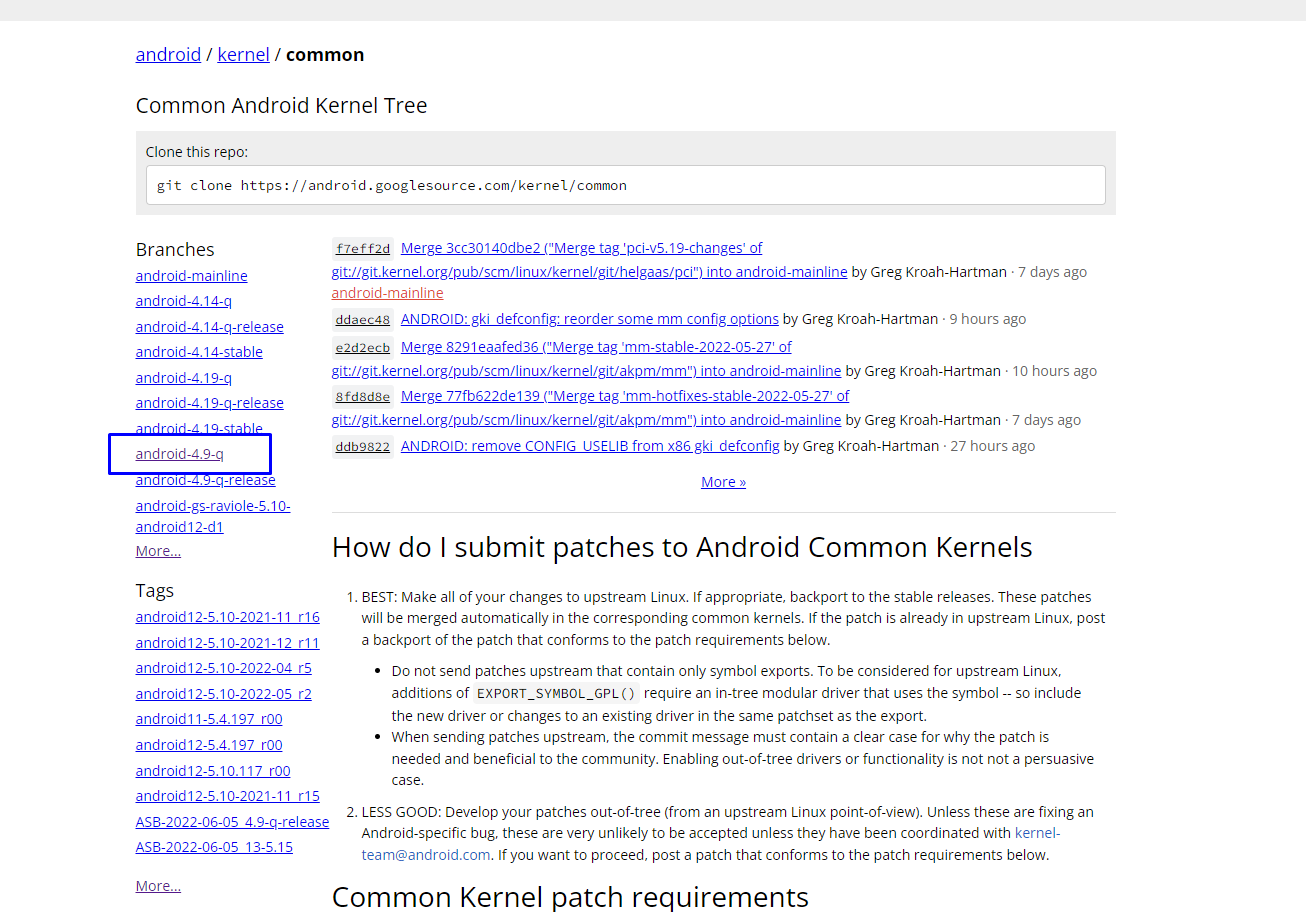 android / kernel / common
Common Android Kernel Tree
Clone this repo:
git clone https://android.googlesource.com/kernel/common
Branches
android-mainline
android-4.14-q
android-4.14-q-release
android-4.14-stable
android-4.19-q
android-4.19-q-release
android-4.19-stable
android-4.9-q
android-4.9-q-release
android-gs-raviole-5.10-
android12-d1
More...
Tags
android12-5.10-2021-11_r16
android12-5.10-2021-12_r11
android12-5.10-2022-04_r5
android12-5.10-2022-05_r2
android11-5.4.197_r00
android12-5.4.197_r00
android12-5.10.117_r00
android12-5.10-2021-11_r15
ASB-2022-06-05_4.9-q-release
ASB-2022-06-05_13-5.15
More...
f7eff2d Merge 3cc30140dbe2 ("Merge tag 'pci-v5.19-changes' of
git://git.kernel.org/pub/scm/linux/kernel/git/helgaas/pci") into android-mainline by Greg Kroah-Hartman · 7 days ago
android-mainline
ddaec48 ANDROID: gki_defconfig: reorder some mm config options by Greg Kroah-Hartman · 9 hours ago
e2d2ecb Merge 8291eaafed36 ("Merge tag 'mm-stable-2022-05-27' of
git://git.kernel.org/pub/scm/linux/kernel/git/akpm/mm") into android-mainline by Greg Kroah-Hartman · 10 hours ago
8fd8d8e Merge 77fb622de139 ("Merge tag 'mm-hotfixes-stable-2022-05-27' of
git://git.kernel.org/pub/scm/linux/kernel/git/akpm/mm") into android-mainline by Greg Kroah-Hartman · 7 days ago
ddb9822 ANDROID: remove CONFIG_USELIB from x86 gki_defconfig by Greg Kroah-Hartman · 27 hours ago
More »
How do I submit patches to Android Common Kernels
1. BEST: Make all of your changes to upstream Linux. If appropriate, backport to the stable releases. These patches
will be merged automatically in the corresponding common kernels. If the patch is already in upstream Linux, post
a backport of the patch that conforms to the patch requirements below.
• Do not send patches upstream that contain only symbol exports. To be considered for upstream Linux,
additions of EXPORT_SYMBOL_GPL() require an in-tree modular driver that uses the symbol -- so include
the new driver or changes to an existing driver in the same patchset as the export.
• When sending patches upstream, the commit message must contain a clear case for why the patch is
needed and beneficial to the community. Enabling out-of-tree drivers or functionality is not not a persuasive
case.
2. LESS GOOD: Develop your patches out-of-tree (from an upstream Linux point-of-view). Unless these are fixing an
Android-specific bug, these are very unlikely to be accepted unless they have been coordinated with kernel-
team@android.com. If you want to proceed, post a patch that conforms to the patch requirements below.
Common Kernel patch requirements